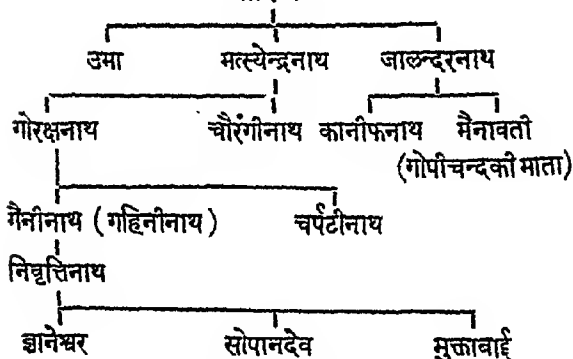 उमा मत्स्येन्द्रनाथ जालन्दरनाथ
गोरक्षनाथ चौरंगीनाथ कानीफनाथ मैनावती
(गोपीचन्दकी माता)
गैनीनाथ (गहिनीनाथ) चर्पटीनाथ
निवृत्तिनाथ
ज्ञानेश्वर सोपानदेव मुक्ताबाई